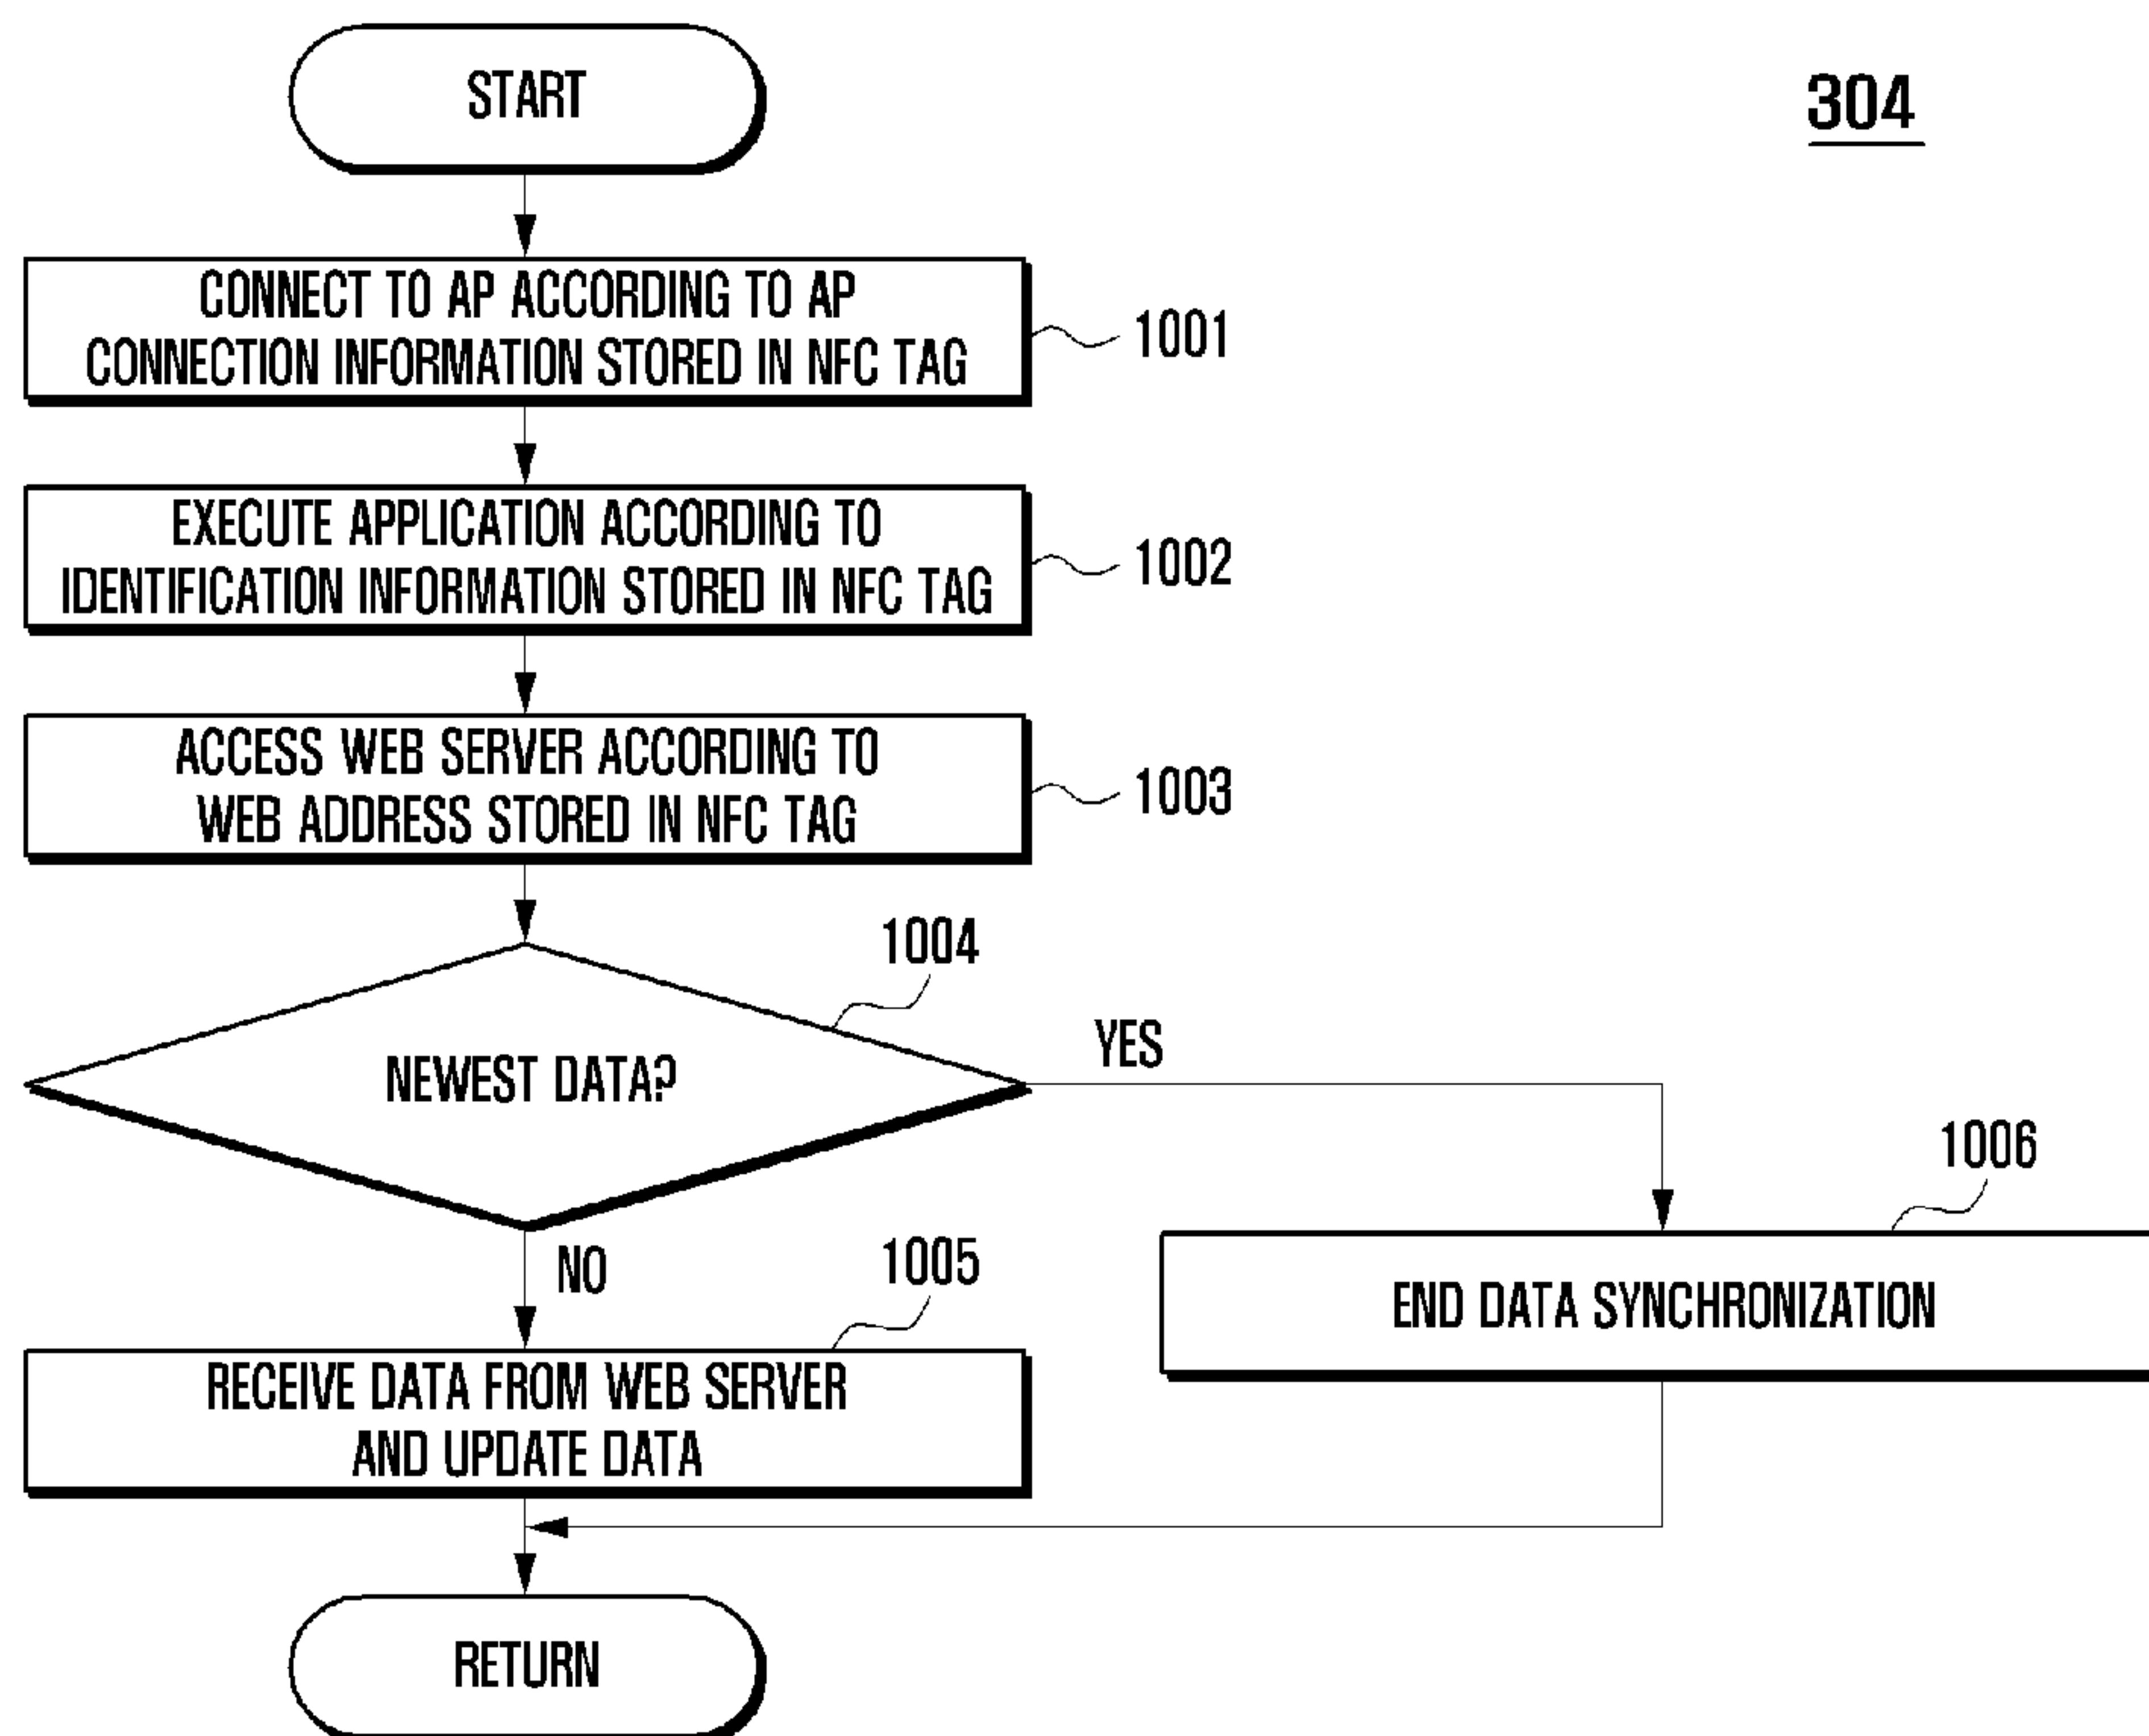 START
304
CONNECT TO AP ACCORDING TO AP
CONNECTION INFORMATION STORED IN NFC TAG
1001
EXECUTE APPLICATION ACCORDING TO
IDENTIFICATION INFORMATION STORED IN NFC TAG
1002
ACCESS WEB SERVER ACCORDING TO
WEB ADDRESS STORED IN NFC TAG
1003
1004
NEWEST DATA?
YES
NO
1005
1006
RECEIVE DATA FROM WEB SERVER
AND UPDATE DATA
END DATA SYNCHRONIZATION
RETURN